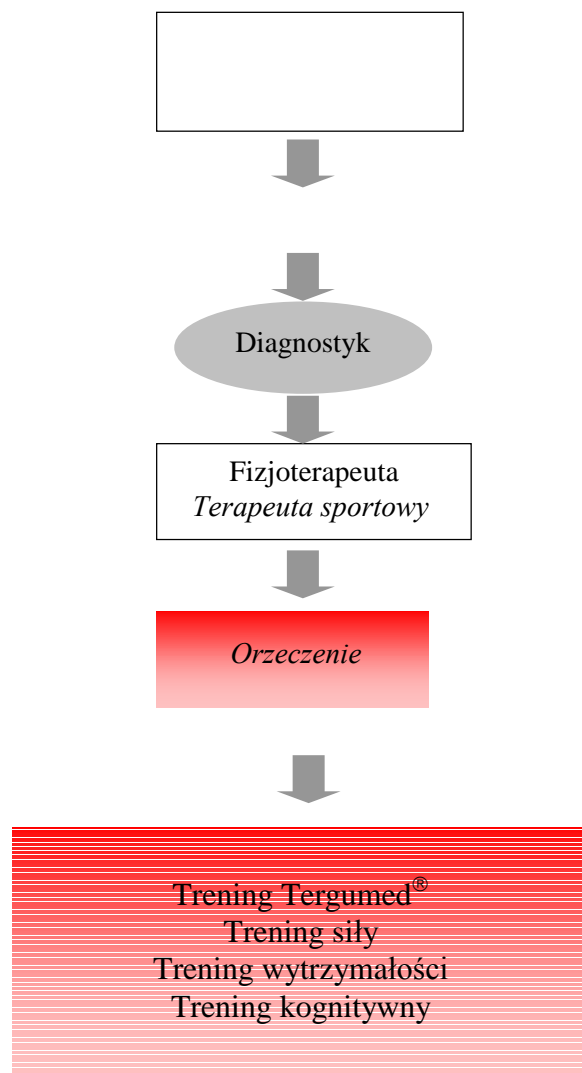 Diagnostyk
Fizjoterapeuta
Terapeuta sportowy
Orzeczenie
Trening Tergumed®
Trening siły
Trening wytrzymałości
Trening kognitywny